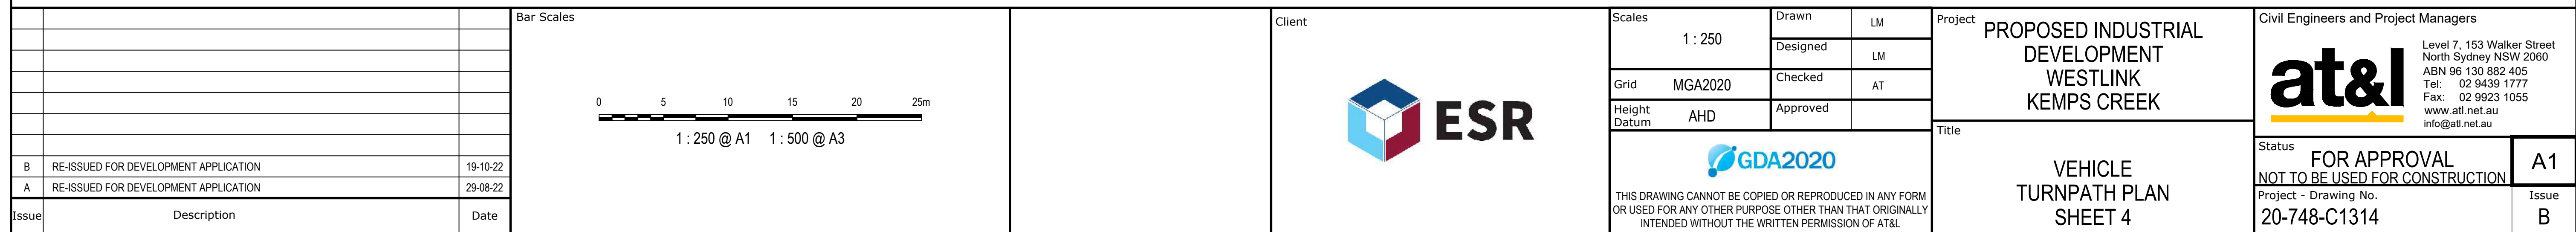 B RE-ISSUED FOR DEVELOPMENT APPLICATION 19-10-22
A RE-ISSUED FOR DEVELOPMENT APPLICATION 29-08-22
Issue Description Date
Bar Scales
0 5 10 15 20 25m
1 : 250 @ A1 1 : 500 @ A3
Client
ESR
Scales
1 : 250
Grid MGA2020
Height
Datum
AHD
Drawn LM
Designed LM
Checked AT
Approved
GDA2020
THIS DRAWING CANNOT BE COPIED OR REPRODUCED IN ANY FORM
OR USED FOR ANY OTHER PURPOSE OTHER THAN THAT ORIGINALLY
INTENDED WITHOUT THE WRITTEN PERMISSION OF AT&L
Project
PROPOSED INDUSTRIAL
DEVELOPMENT
WESTLINK
KEMPS CREEK
Title
VEHICLE
TURNPATH PLAN
SHEET 4
Civil Engineers and Project Managers
at&l
Level 7, 153 Walker Street
North Sydney NSW 2060
ABN 96 130 882 405
Tel: 02 9439 1777
Fax: 02 9923 1055
www.atl.net.au
info@atl.net.au
Status
FOR APPROVAL
NOT TO BE USED FOR CONSTRUCTION
A1
Project - Drawing No.
20-748-C1314
Issue
B